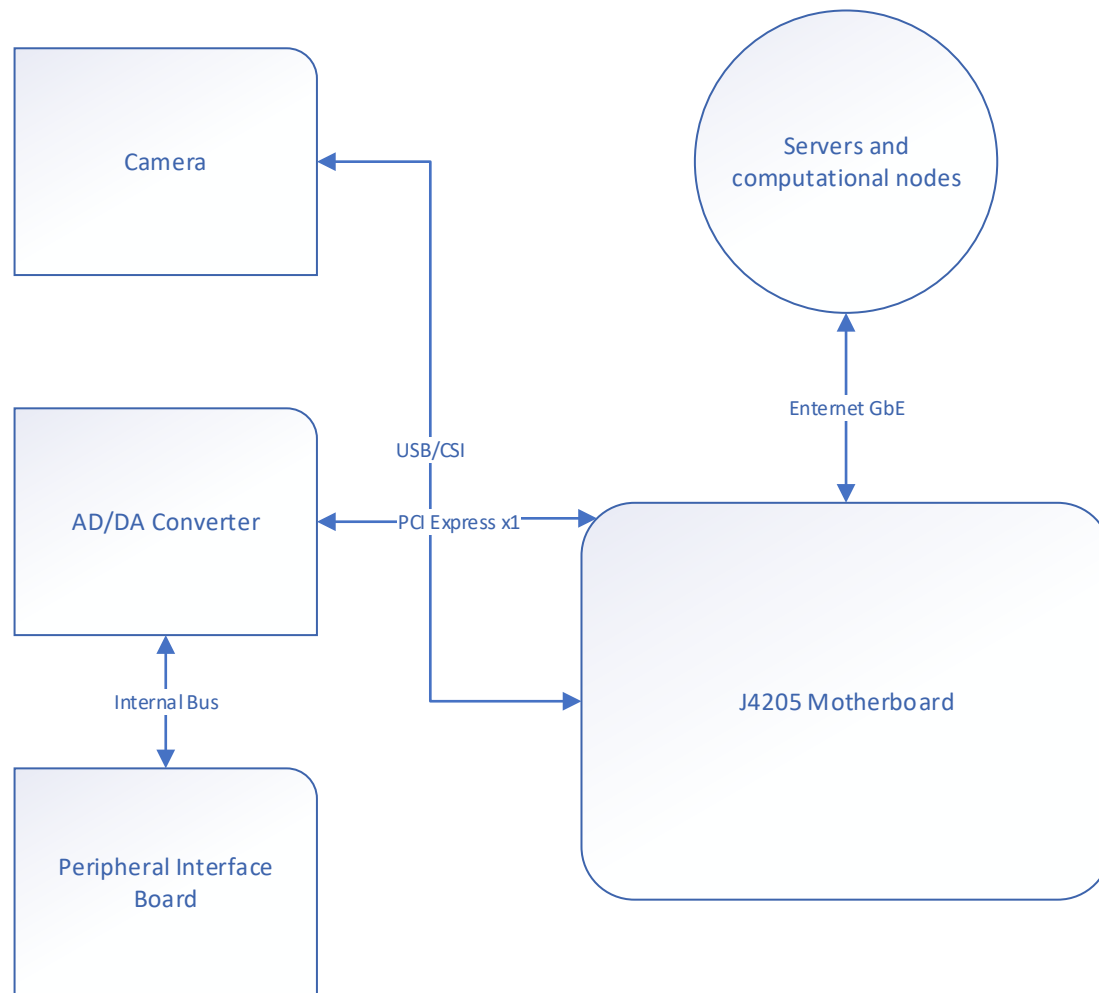 Camera
Servers and
computational nodes
Enternet GbE
USB/CSI
AD/DA Converter
PCI Express x1
Internal Bus
J4205 Motherboard
Peripheral Interface
Board